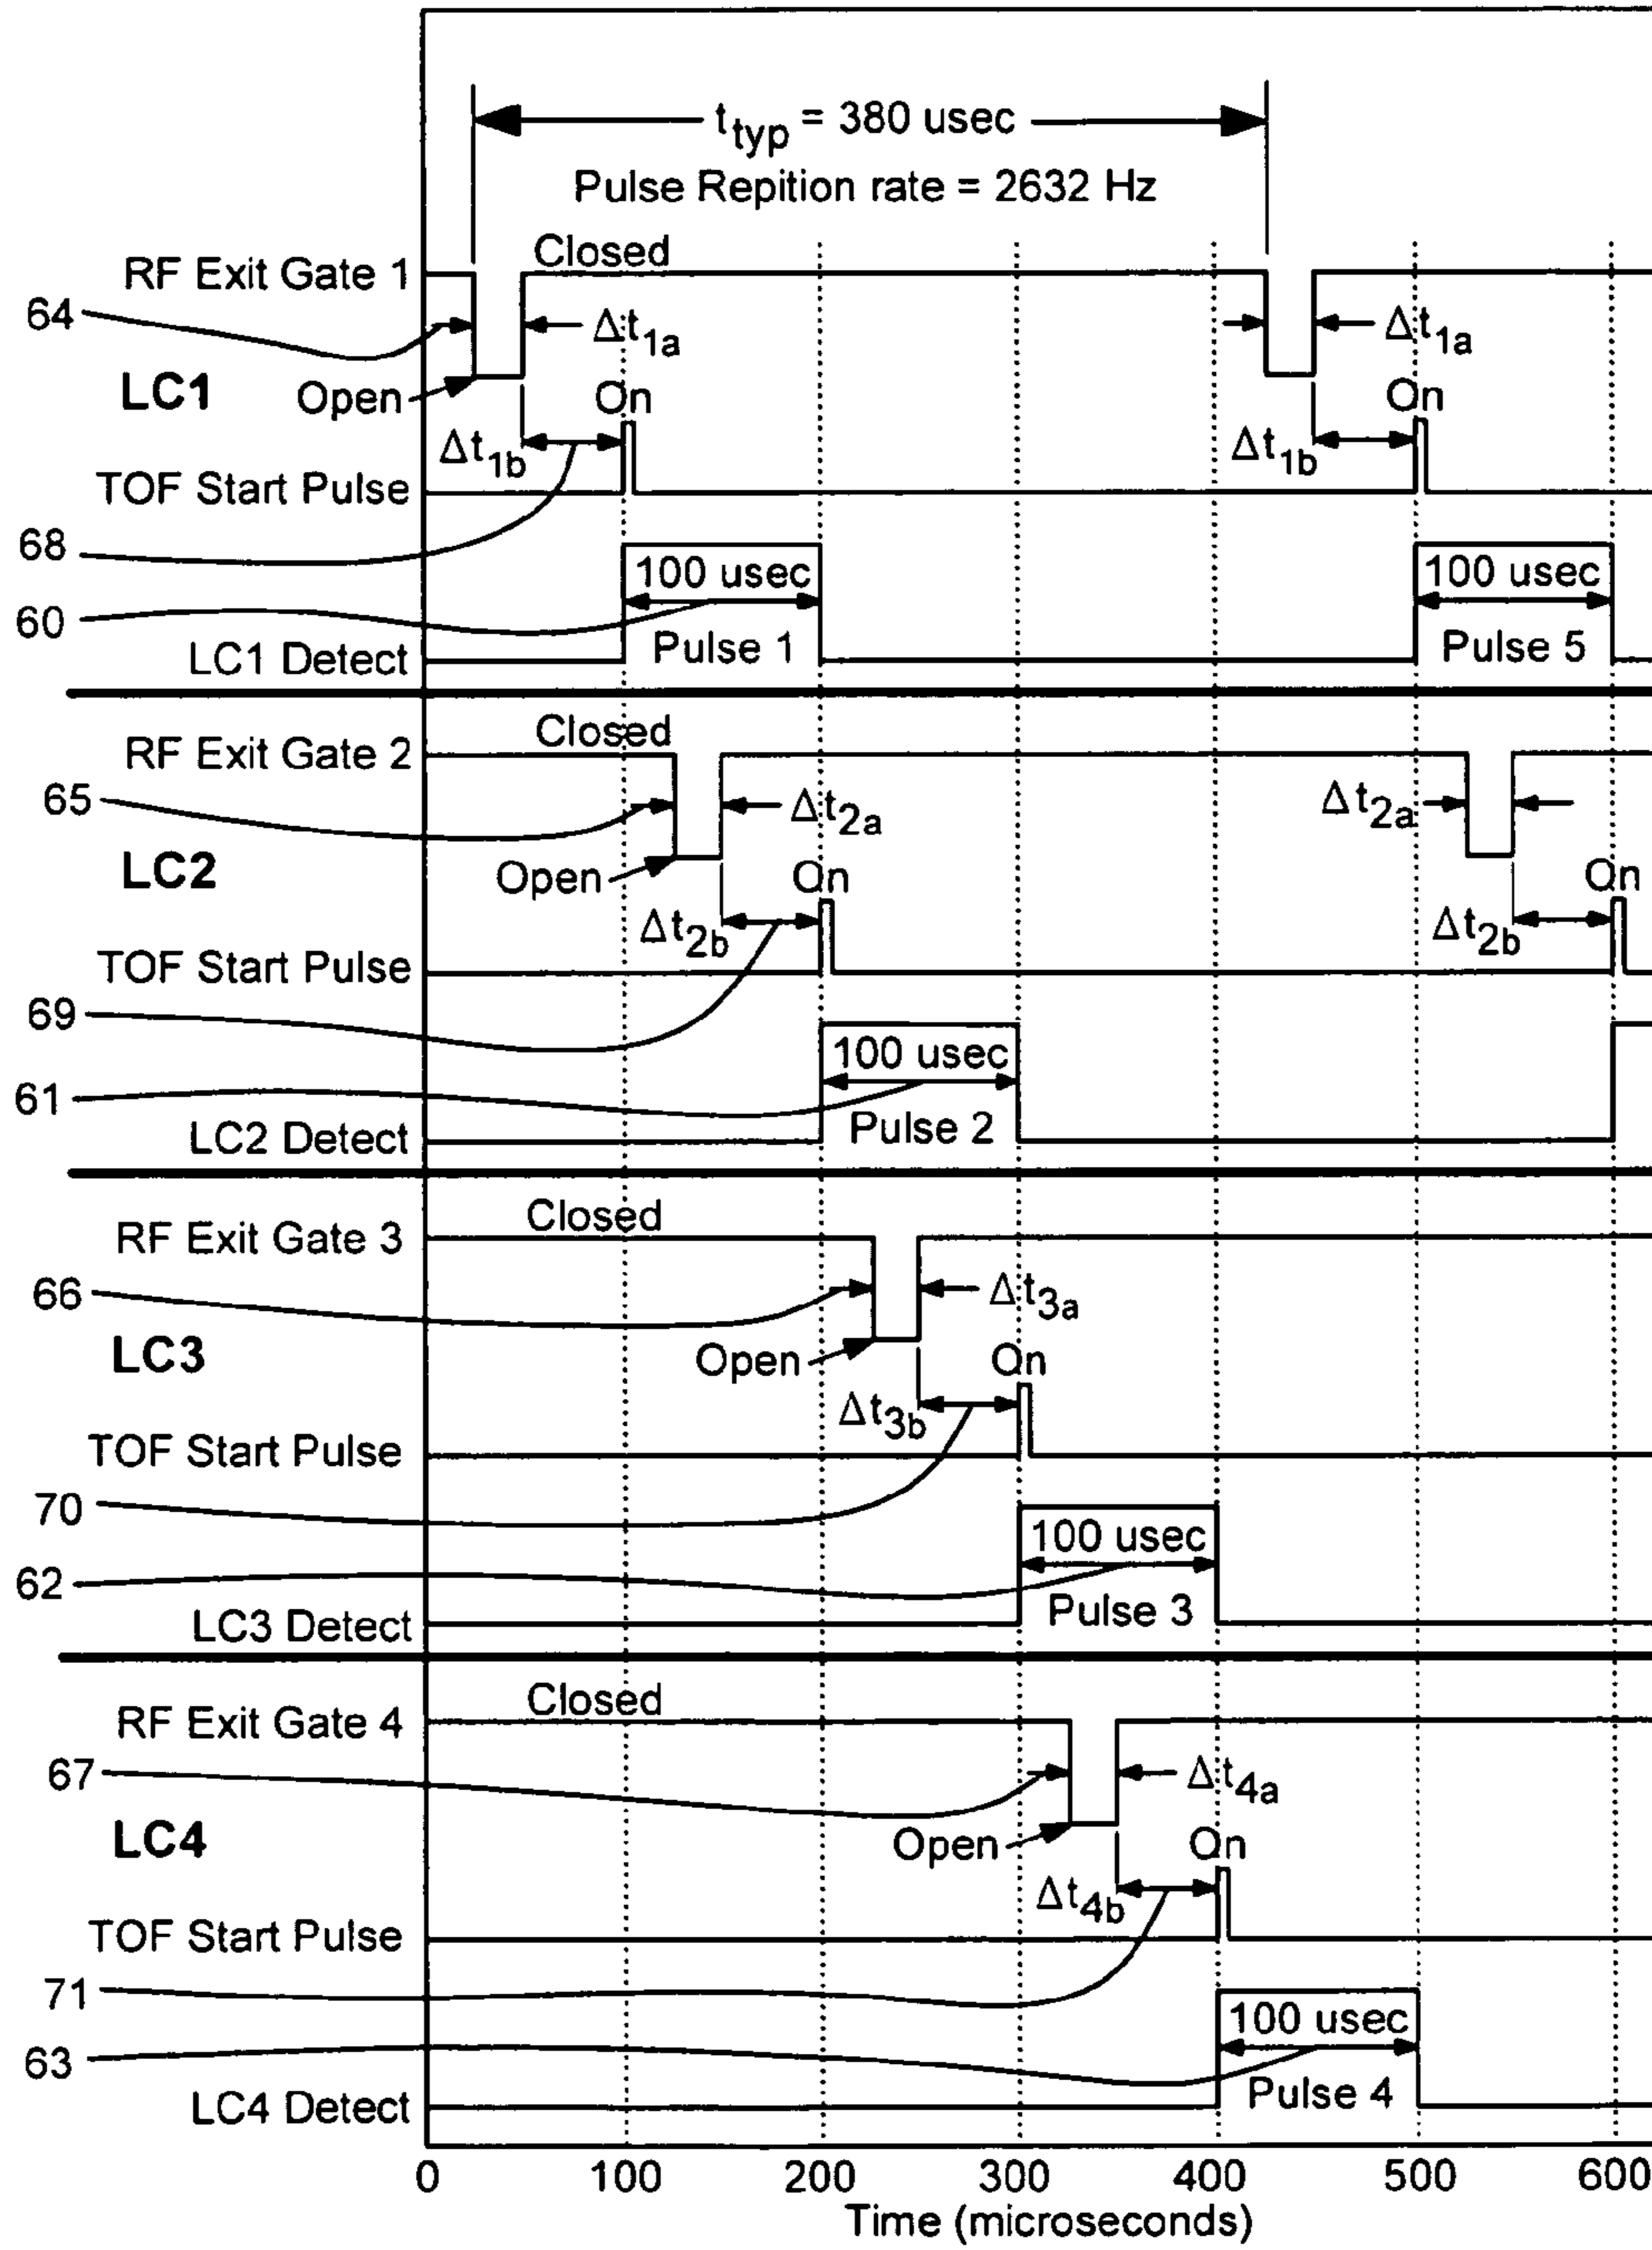 t_typ = 380 usec
Pulse Repition rate = 2632 Hz
Closed
RF Exit Gate 1
64
Δt1a
Δt1a
LC1
Open
On
On
Δt1b
Δt1b
TOF Start Pulse
68
100 usec
100 usec
60
Pulse 1
Pulse 5
LC1 Detect
Closed
RF Exit Gate 2
65
Δt2a
Δt2a
LC2
Open
On
On
Δt2b
Δt2b
TOF Start Pulse
69
100 usec
61
Pulse 2
LC2 Detect
Closed
RF Exit Gate 3
66
Δt3a
LC3
Open
On
Δt3b
TOF Start Pulse
70
100 usec
62
Pulse 3
LC3 Detect
Closed
RF Exit Gate 4
67
Δt4a
LC4
Open
On
Δt4b
TOF Start Pulse
71
100 usec
63
Pulse 4
LC4 Detect
0 100 200 300 400 500 600
Time (microseconds)